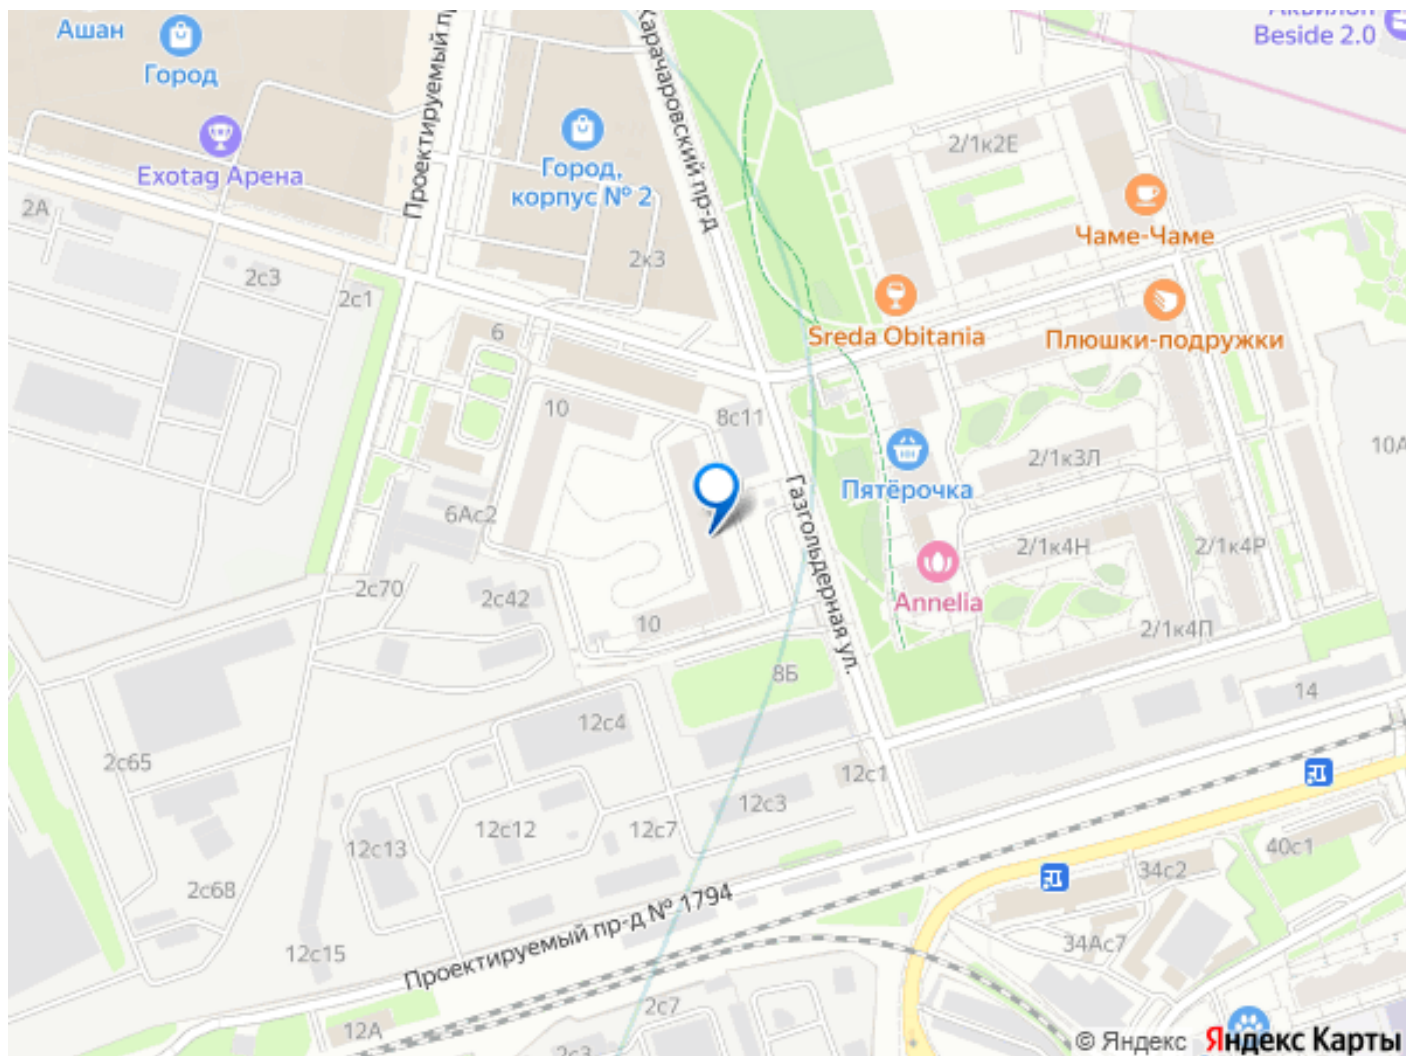 Ашан
Город
Проектируемый пр
Карачаровский пр-д
Аквилон
Beside 2.0
Exotag Арена
Город,
корпус № 2
2/1к2Е
Чаме-Чаме
2А
2с3
2с1
2к3
Sreda Obitania
Плюшки-подружки
6
10
8с11
10А
2/1к3Л
Пятёрочка
6Ас2
Газгольдерная ул.
2/1к4Н
2/1к4Р
Annelia
2с70
2с42
10
2/1к4П
8Б
14
12с4
2с65
12с1
12с3
12с12
12с7
12с13
40с1
34с2
2с68
Проектируемый пр-д № 1794
34Ас7
12с15
2с7
12А
2с3
© Яндекс Яндекс Карты